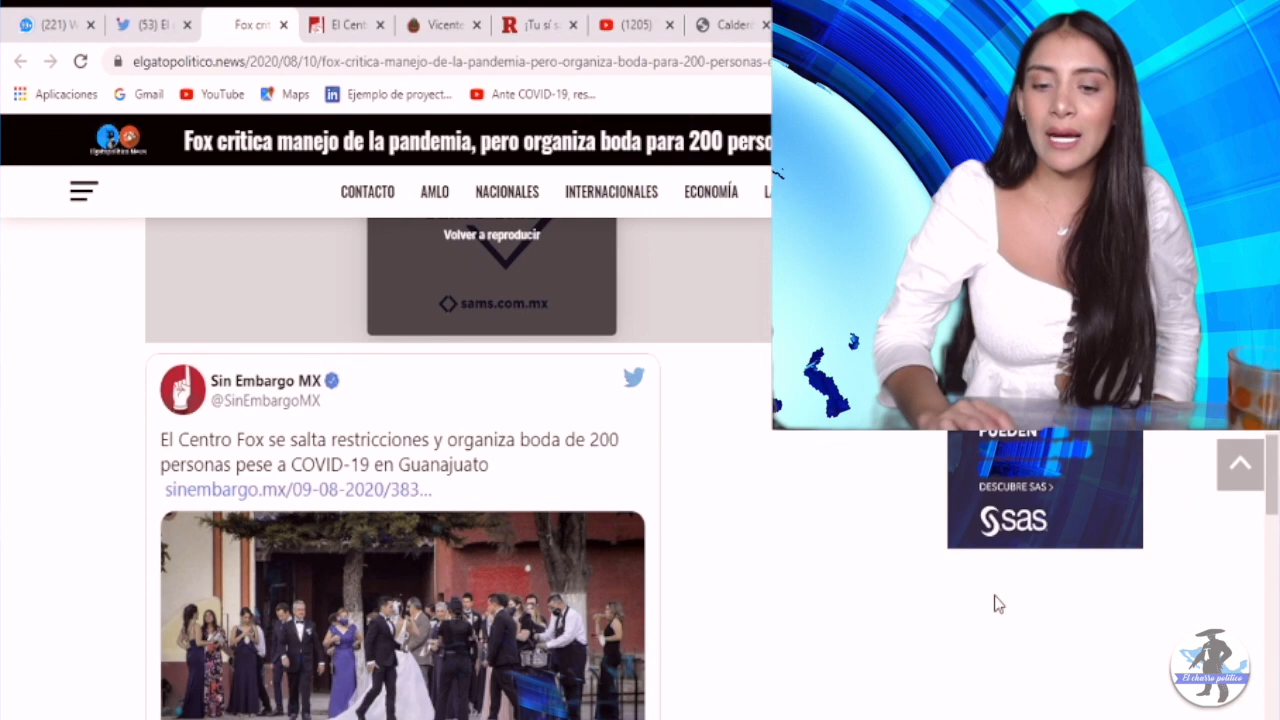 (221) W
(53) El
Fox crit
El Cent
Vicente
R ¡Tu sí s
(1205)
Calder
elgatopolitico.news/2020/08/10/fox-critica-manejo-de-la-pandemia-pero-organiza-boda-para-200-personas-e
Aplicaciones
Gmail
YouTube
Maps
in Ejemplo de proyect...
Ante COVID-19, res...
Fox critica manejo de la pandemia, pero organiza boda para 200 perso
CONTACTO AMLO NACIONALES INTERNACIONALES ECONOMÍA L
Volver a reproducir
sams.com.mx
Sin Embargo MX
@SinEmbargoMX
El Centro Fox se salta restricciones y organiza boda de 200
personas pese a COVID-19 en Guanajuato
sinembargo.mx/09-08-2020/383...
PUEDEN
DESCUBRE SAS >
sas
El charro político